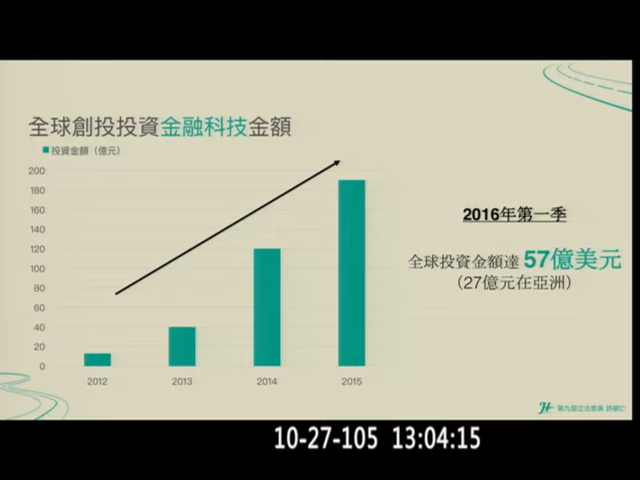 全球創投投資金融科技金額
投資金額（億元）
200
180
160
140
120
100
80
60
40
20
0
2012
2013
2014
2015
2016年第一季
全球投資金額達 57億美元
（27億元在亞洲）
第九屆立法委員 許毓仁
10-27-105 13:04:15